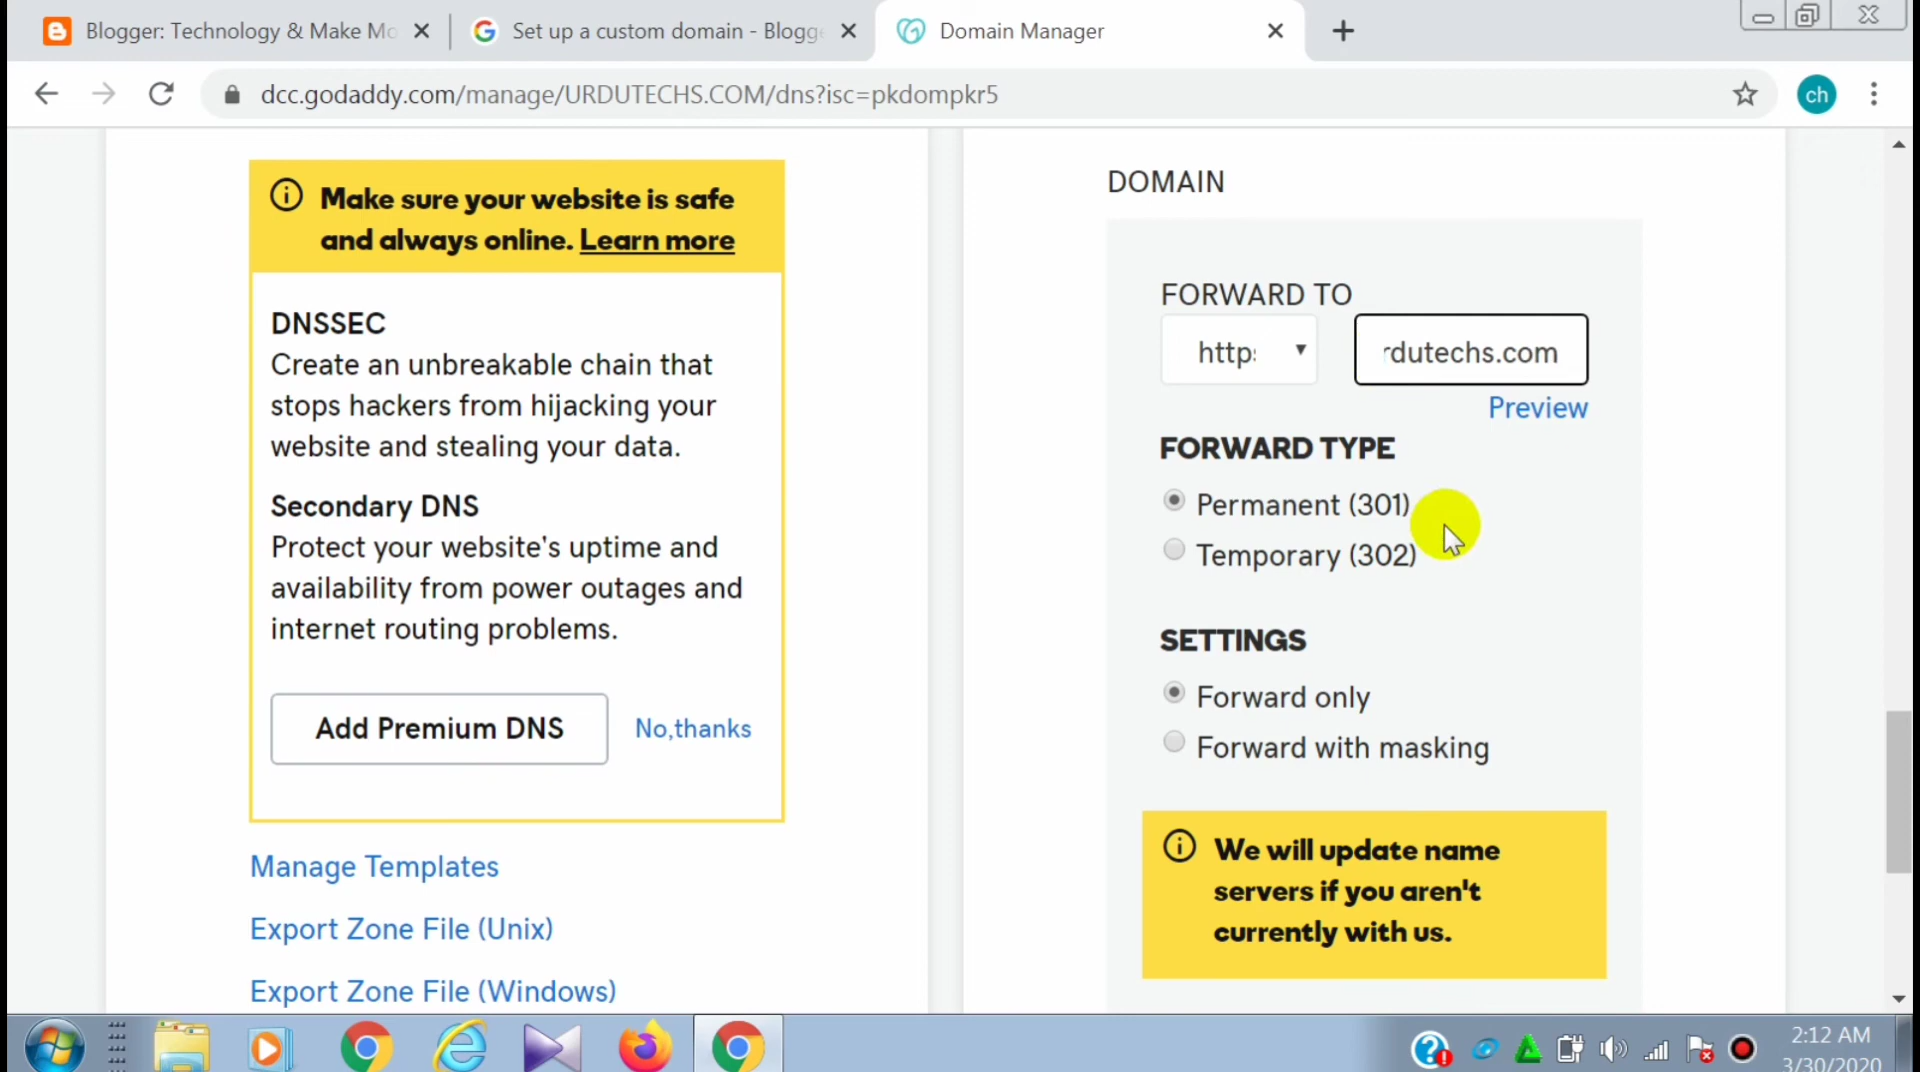 Blogger: Technology & Make Mo
Set up a custom domain - Blogge
Domain Manager
dcc.godaddy.com/manage/URDUTECHS.COM/dns?isc=pkdompkr5
ch
Make sure your website is safe
and always online. Learn more
DNSSEC
Create an unbreakable chain that
stops hackers from hijacking your
website and stealing your data.
Secondary DNS
Protect your website's uptime and
availability from power outages and
internet routing problems.
Add Premium DNS
No,thanks
Manage Templates
Export Zone File (Unix)
Export Zone File (Windows)
DOMAIN
FORWARD TO
https
rdutechs.com
Preview
FORWARD TYPE
Permanent (301)
Temporary (302)
SETTINGS
Forward only
Forward with masking
We will update name
servers if you aren't
currently with us.
2:12 AM
3/30/2020